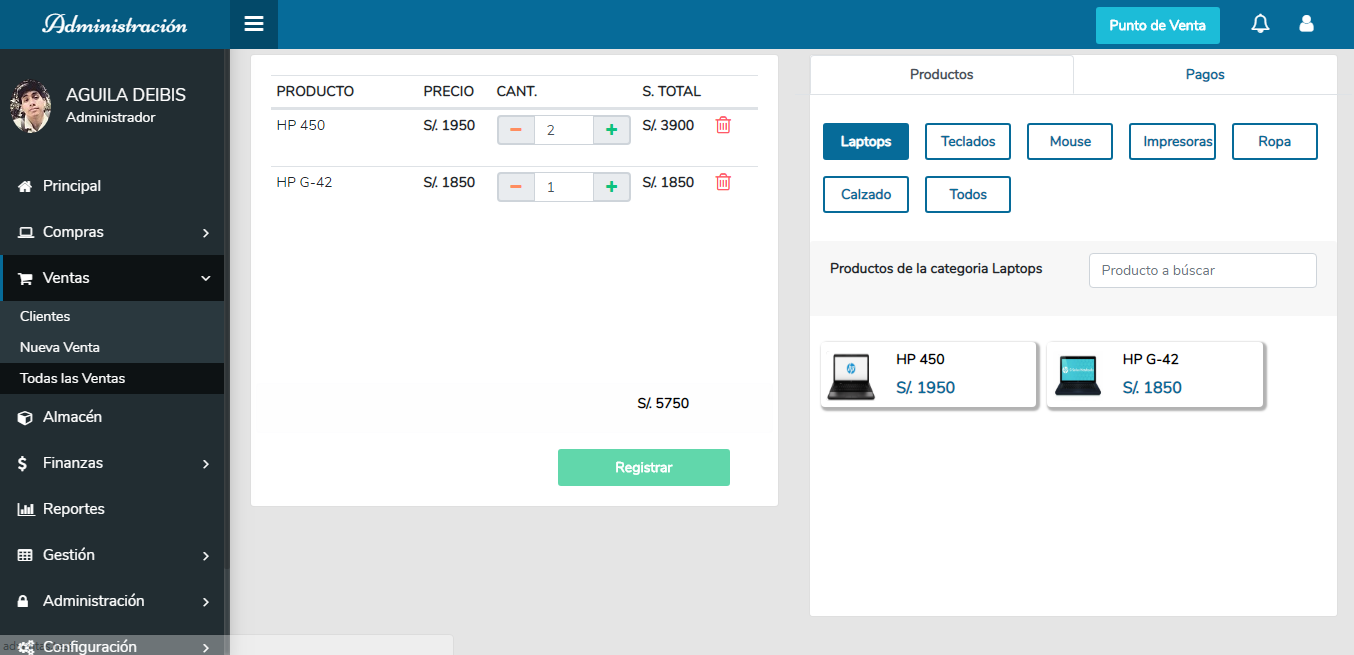 Administración
Punto de Venta
AGUILA DEIBIS
Administrador
Principal
Compras
Ventas
Clientes
Nueva Venta
Todas las Ventas
Almacén
Finanzas
Reportes
Gestión
Administración
Configuración
PRODUCTO PRECIO CANT. S. TOTAL
HP 450 S/. 1950 2 S/. 3900
HP G-42 S/. 1850 1 S/. 1850
S/. 5750
Registrar
Productos Pagos
Laptops Teclados Mouse Impresoras Ropa
Calzado Todos
Productos de la categoria Laptops Producto a búscar
HP 450 HP G-42
S/. 1950 S/. 1850